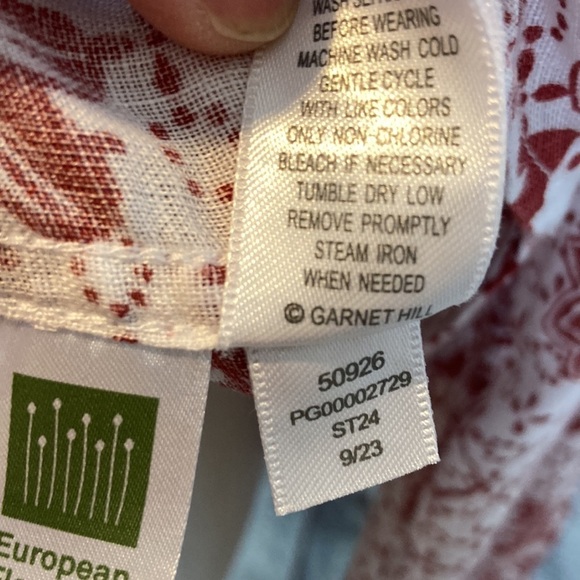 BEFORE WEARING
MACHINE WASH COLD
GENTLE CYCLE
WITH LIKE COLORS
ONLY NON-CHLORINE
BLEACH IF NECESSARY
TUMBLE DRY LOW
REMOVE PROMPTLY
STEAM IRON
WHEN NEEDED
© GARNET HILL
50926
PG00002729
ST24
9/23
European